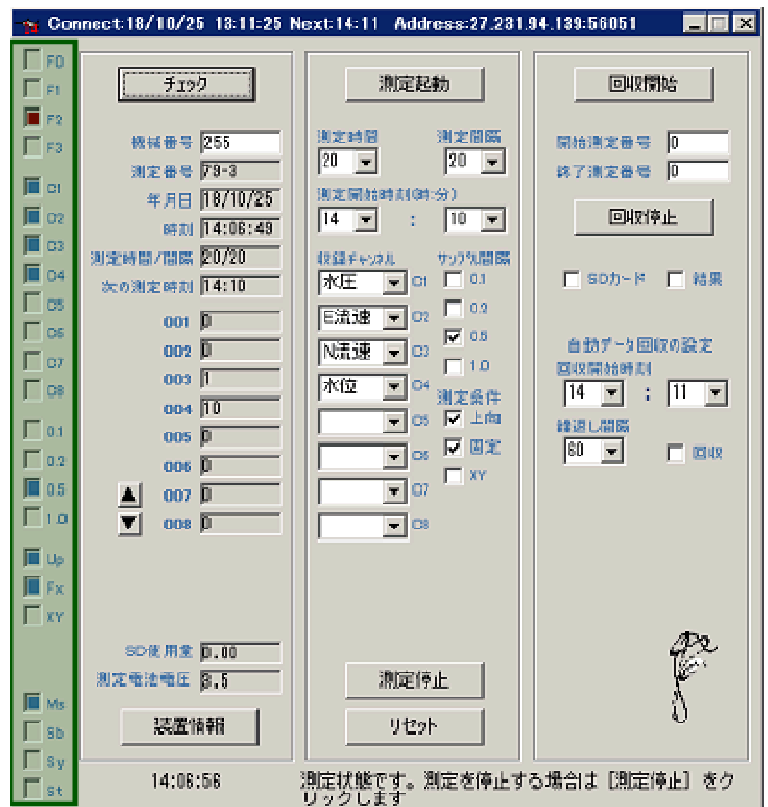 Connect:18/10/25 13:11:25 Next:14:11 Address:27.231.94.139:56051
F0
F1
F2
F3
C1
C2
C3
C4
C5
C6
C7
C8
0.1
0.2
0.5
1.0
Up
Fx
XY
Ms
Sb
Sy
St
チェック
機械番号 255
測定番号 79-3
年月日 18/10/25
時刻 14:06:49
測定時間/間隔 20/20
次の測定時刻 14:10
001 0
002 0
003 1
004 10
005 0
006 0
▲ 007 0
▼ 008 0
SD使用量 0.00
測定電池電圧 8.5
装置情報
14:06:56
測定起動
測定時間 測定間隔
20 20
測定開始時刻(時:分)
14 : 10
収録チャンネル サンプル間隔
水圧 C1 0.1
E流速 C2 0.2
N流速 C3 0.5
水位 C4 1.0
測定条件
C5 上向
C6 固定
C7 XY
C8
測定停止
リセット
回収開始
開始測定番号 0
終了測定番号 0
回収停止
SDカード 結果
自動データ回収の設定
回収開始時刻
14 : 11
繰返し間隔
60 回収
測定状態です。測定を停止する場合は［測定停止］をク
リックします